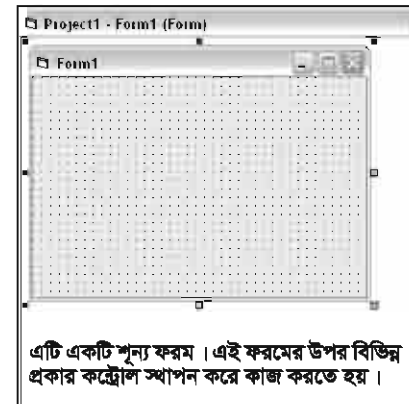 Project1 - Form1 (Form)
Form1
এটি একটি শূন্য ফরম । এই ফরমের উপর বিভিন্ন
প্রকার কন্ট্রোল স্থাপন করে কাজ করতে হয় ।